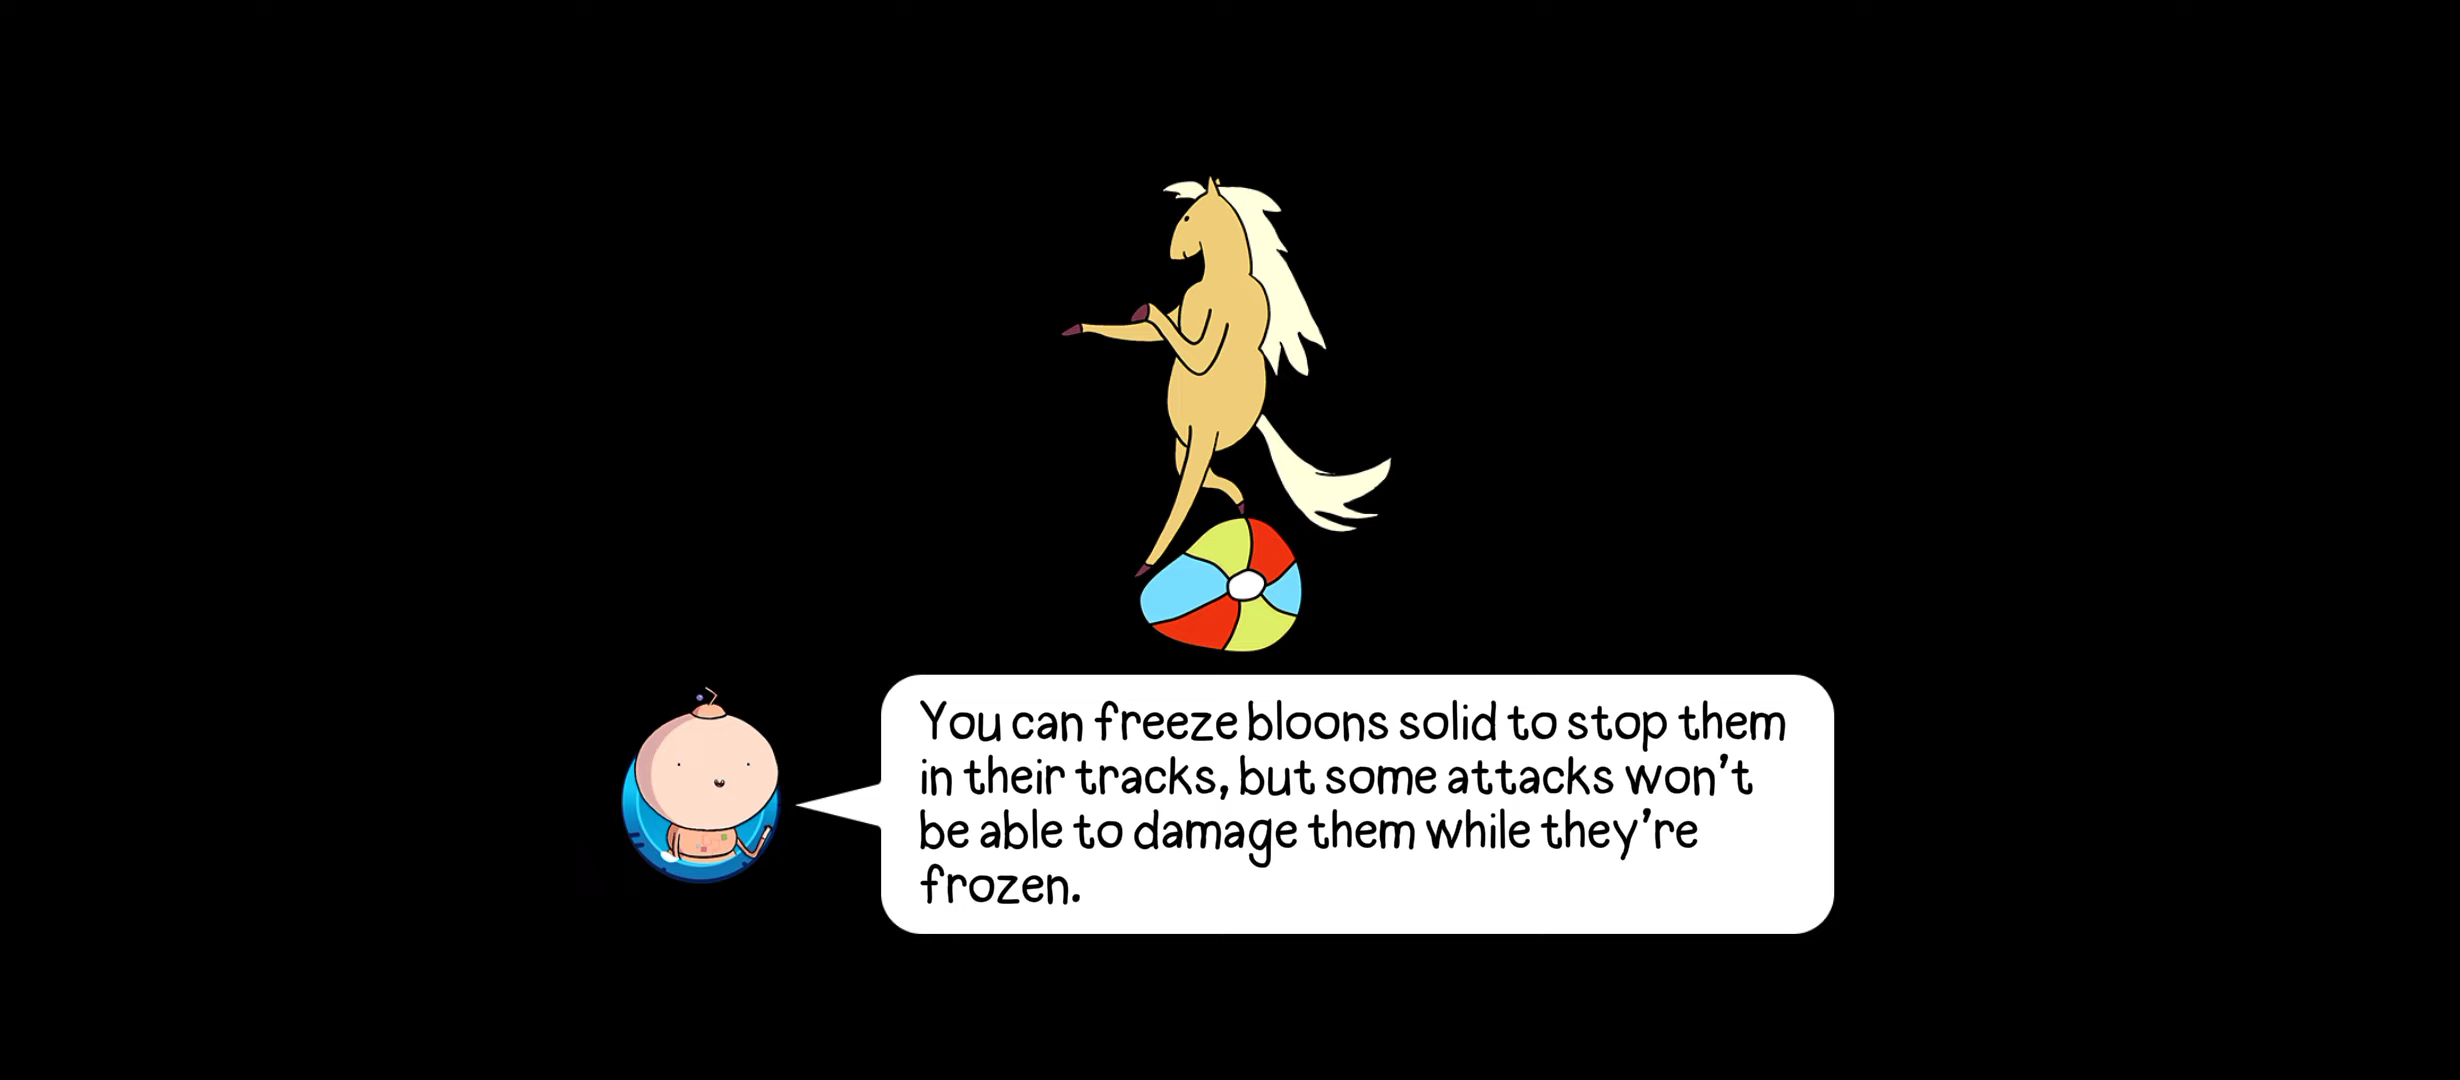 You can freeze bloons solid to stop them
in their tracks, but some attacks won't
be able to damage them while they're
frozen.